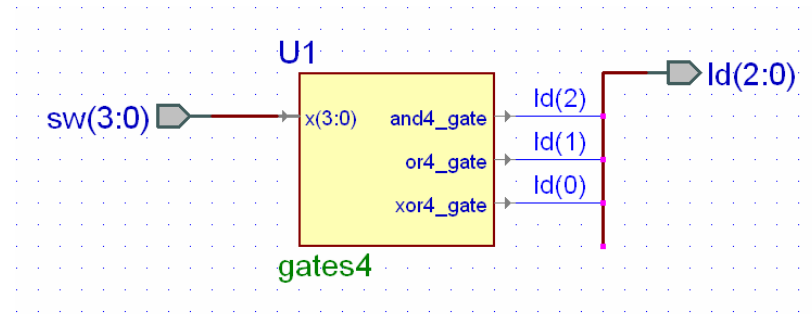 U1
sw(3:0)
x(3:0)
and4_gate
or4_gate
xor4_gate
ld(2)
ld(1)
ld(0)
ld(2:0)
gates4